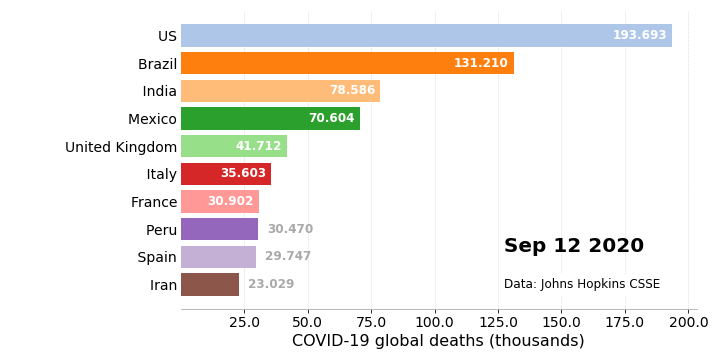 US 193.693
Brazil 131.210
India 78.586
Mexico 70.604
United Kingdom 41.712
Italy 35.603
France 30.902
Peru 30.470
Spain 29.747
Iran 23.029
Sep 12 2020
Data: Johns Hopkins CSSE
25.0 50.0 75.0 100.0 125.0 150.0 175.0 200.0
COVID-19 global deaths (thousands)